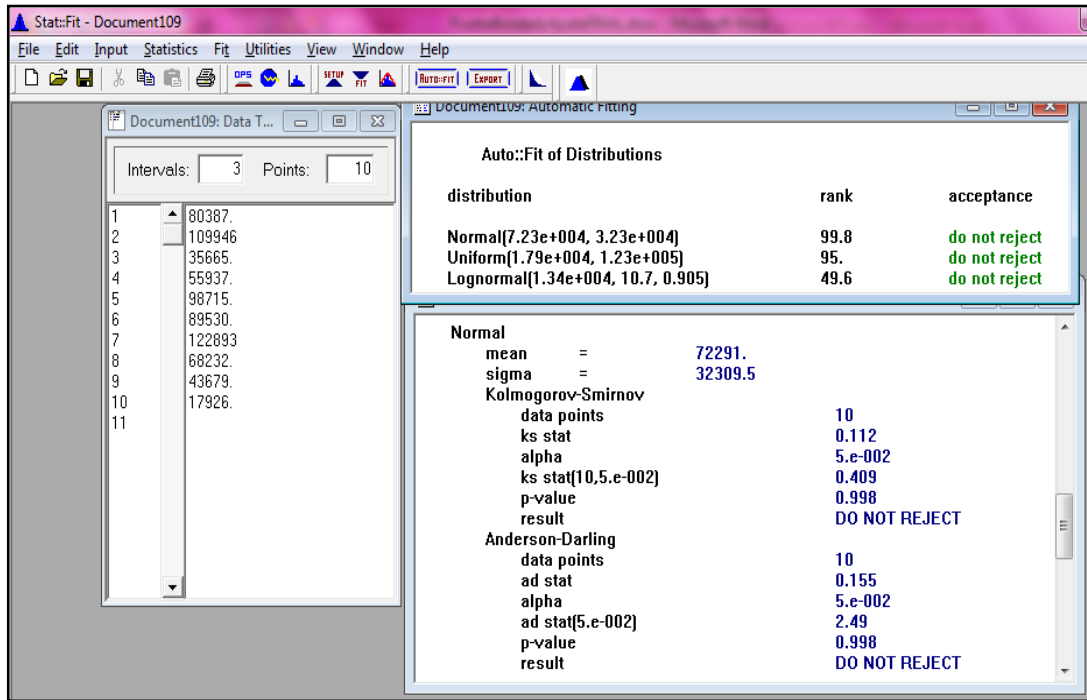 Stat::Fit - Document109
File Edit Input Statistics Fit Utilities View Window Help
OPS SETUP FIT AUTO::FIT EXPORT
Document109: Data T...
Intervals: 3 Points: 10
1 80387.
2 109946
3 35665.
4 55937.
5 98715.
6 89530.
7 122893
8 68232.
9 43679.
10 17926.
11
Document109: Automatic Fitting
Auto::Fit of Distributions
distribution rank acceptance
Normal(7.23e+004, 3.23e+004) 99.8 do not reject
Uniform(1.79e+004, 1.23e+005) 95. do not reject
Lognormal(1.34e+004, 10.7, 0.905) 49.6 do not reject
Normal
mean = 72291.
sigma = 32309.5
Kolmogorov-Smirnov
data points 10
ks stat 0.112
alpha 5.e-002
ks stat(10,5.e-002) 0.409
p-value 0.998
result DO NOT REJECT
Anderson-Darling
data points 10
ad stat 0.155
alpha 5.e-002
ad stat(5.e-002) 2.49
p-value 0.998
result DO NOT REJECT